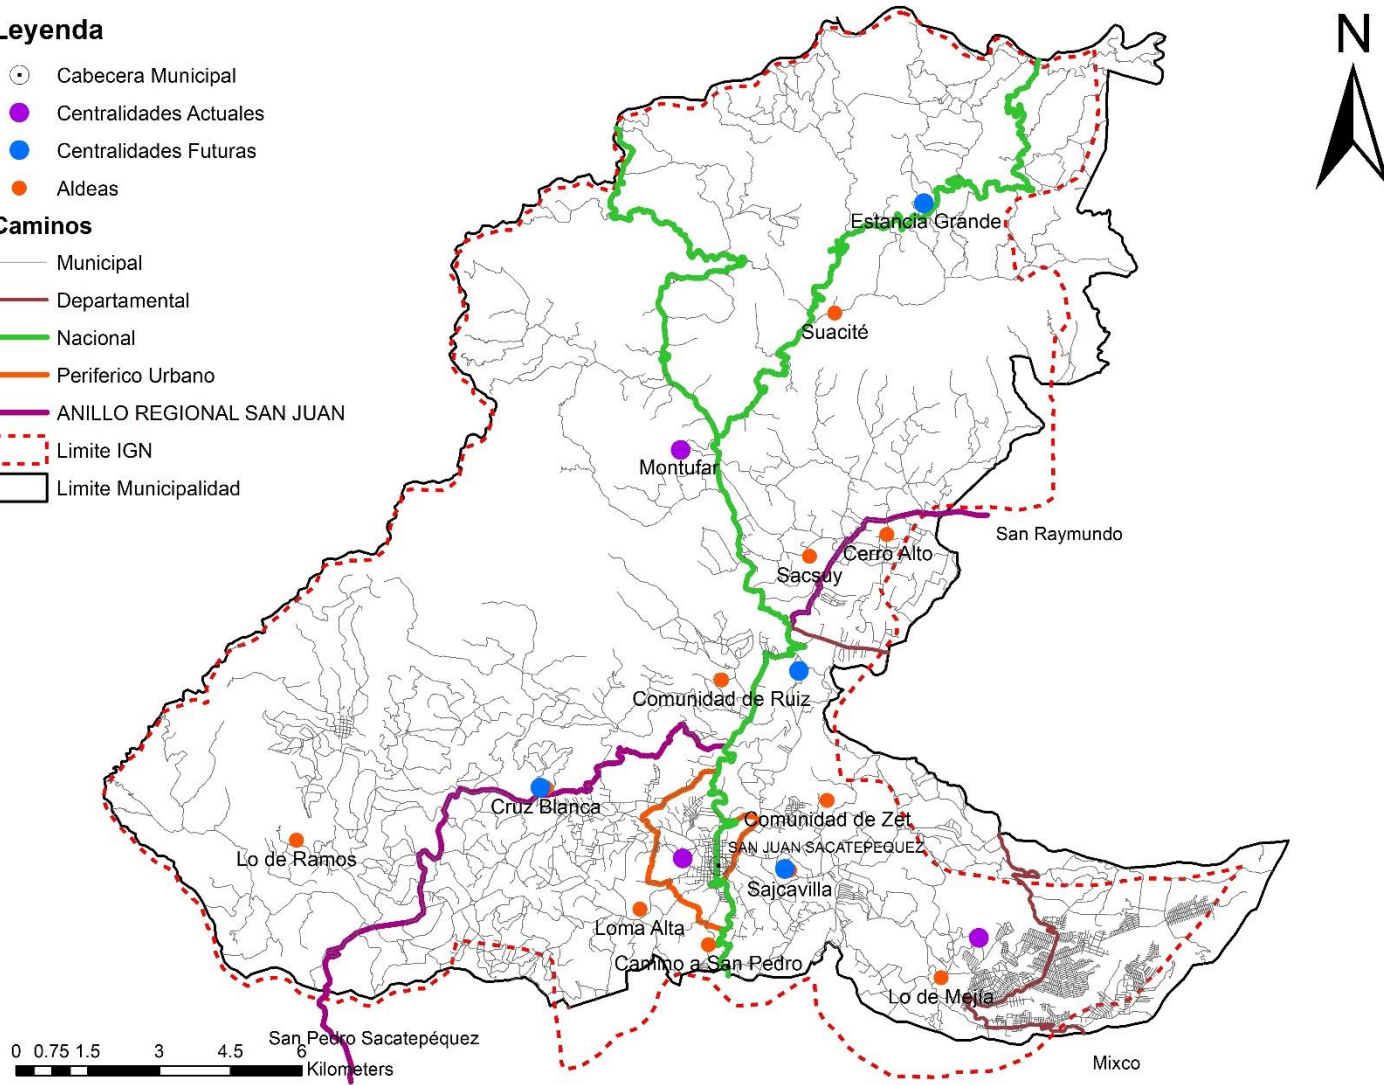 Leyenda
Cabecera Municipal
Centralidades Actuales
Centralidades Futuras
Aldeas
Caminos
Municipal
Departamental
Nacional
Periferico Urbano
ANILLO REGIONAL SAN JUAN
Limite IGN
Limite Municipalidad
N
Estancia Grande
Suacité
Montufar
San Raymundo
Cerro Alto
Sacsuy
Comunidad de Ruiz
Cruz Blanca
Comunidad de Zet
SAN JUAN SACATEPEQUEZ
Lo de Ramos
Sajcavilla
Loma Alta
Camino a San Pedro
Lo de Mejía
San Pedro Sacatepéquez
Mixco
0 0.75 1.5 3 4.5 6
Kilometers